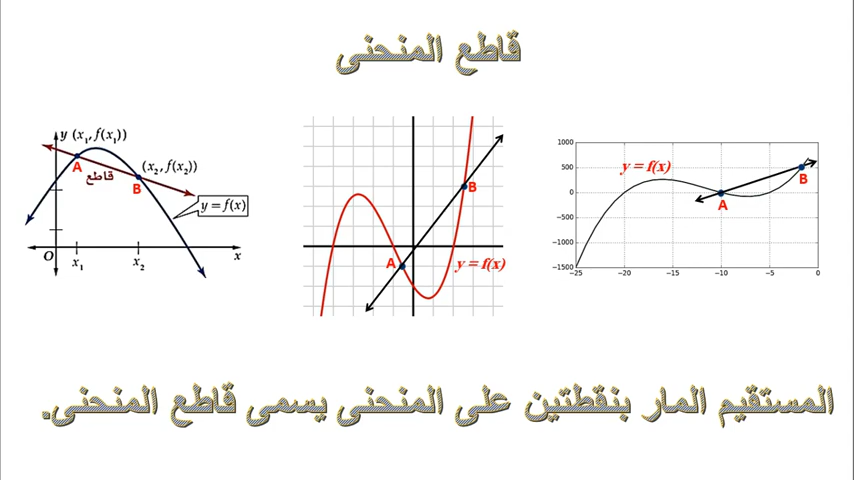 قاطع المنحنى
y (x₁, f(x₁))
A
قاطع
(x₂, f(x₂))
B
y = f(x)
O
x₁
x₂
x
B
A
y = f(x)
1000
500
0
−500
−1000
−1500
y = f(x)
A
B
−25 −20 −15 −10 −5 0
المستقيم المار بنقطتين على المنحنى يسمى قاطع المنحنى.